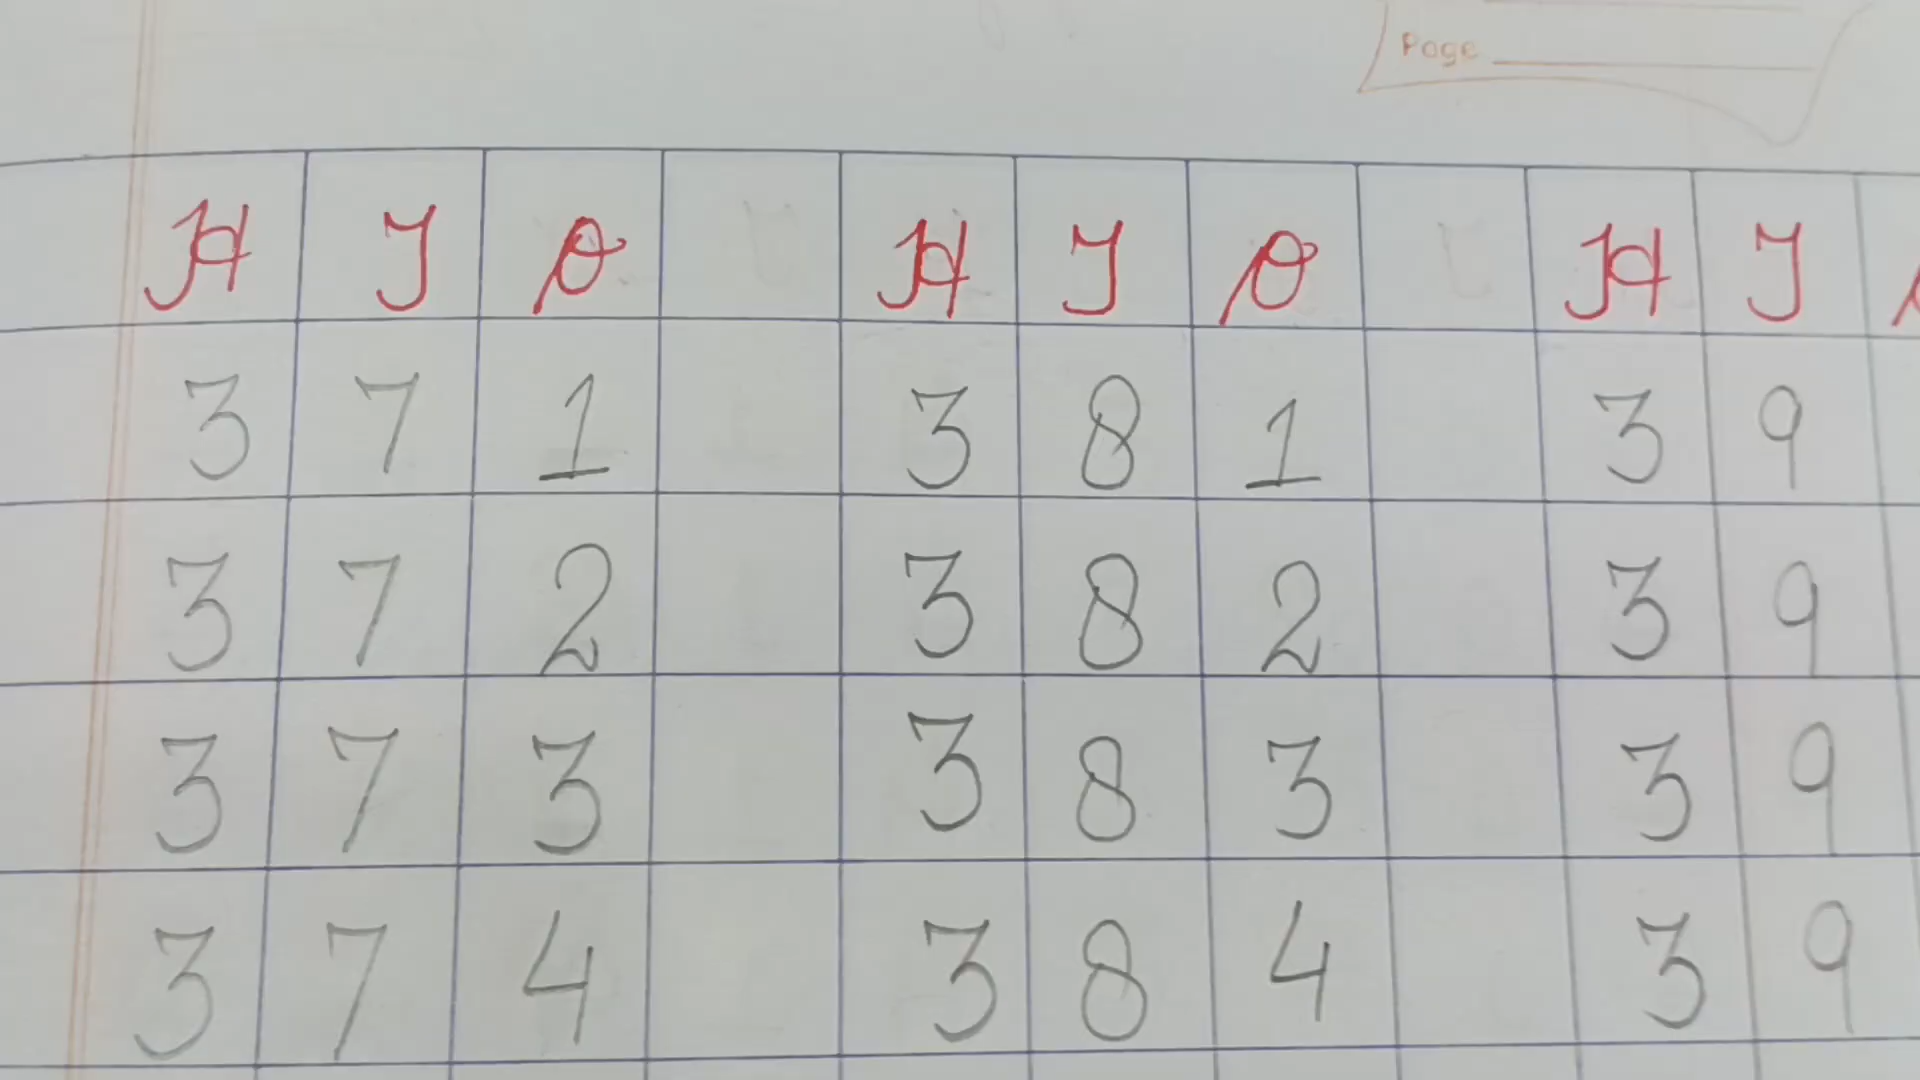 Page
H T O H T O H T
3 7 1 3 8 1 3 9
3 7 2 3 8 2 3 9
3 7 3 3 8 3 3 9
3 7 4 3 8 4 3 9